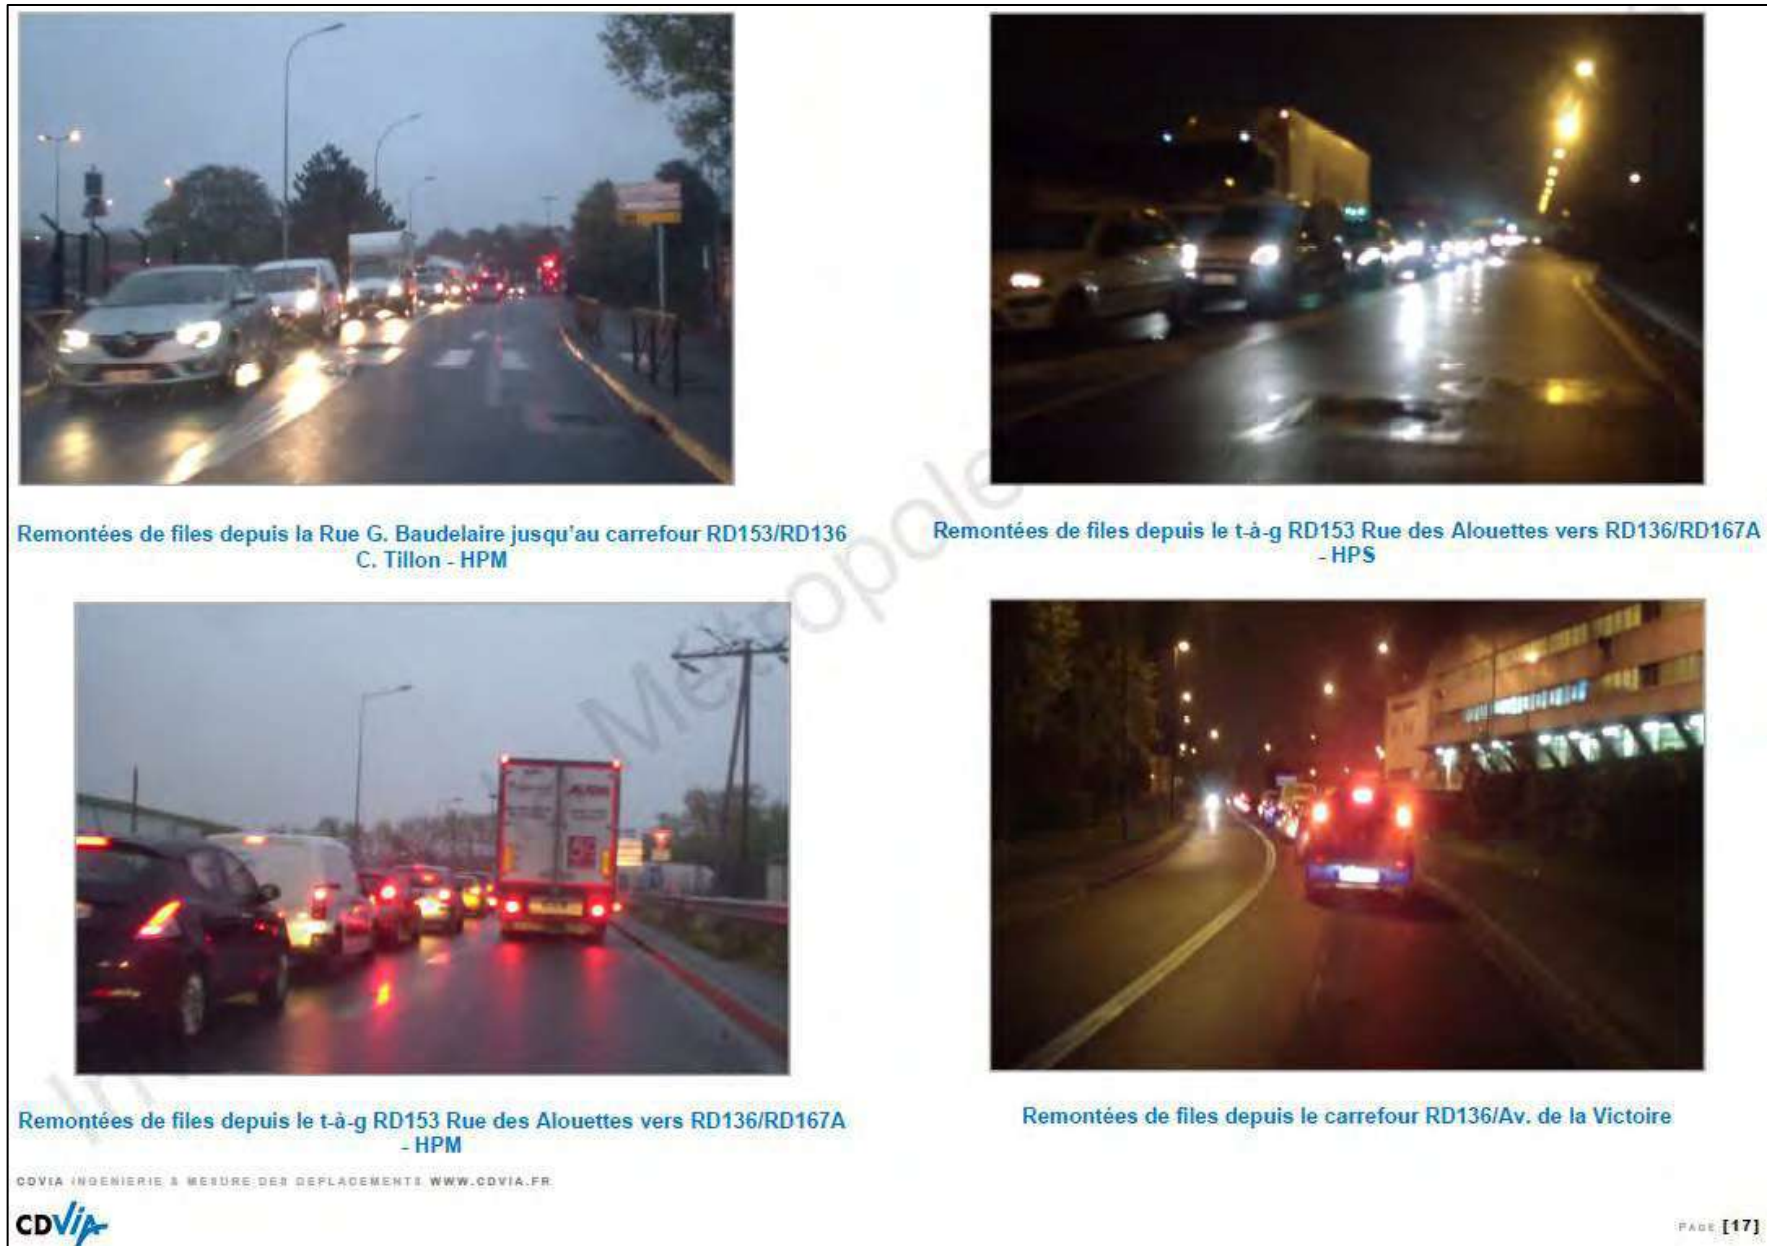 Remontées de files depuis la Rue G. Baudelaire jusqu'au carrefour RD153/RD136
C. Tillon - HPM
Remontées de files depuis le t-à-g RD153 Rue des Alouettes vers RD136/RD167A
- HPS
Métropole
Remontées de files depuis le t-à-g RD153 Rue des Alouettes vers RD136/RD167A
- HPM
Remontées de files depuis le carrefour RD136/Av. de la Victoire
CDVIA INGENIERIE & MESURE DES DEPLACEMENTS WWW.CDVIA.FR
CDVIA
PAGE [17]